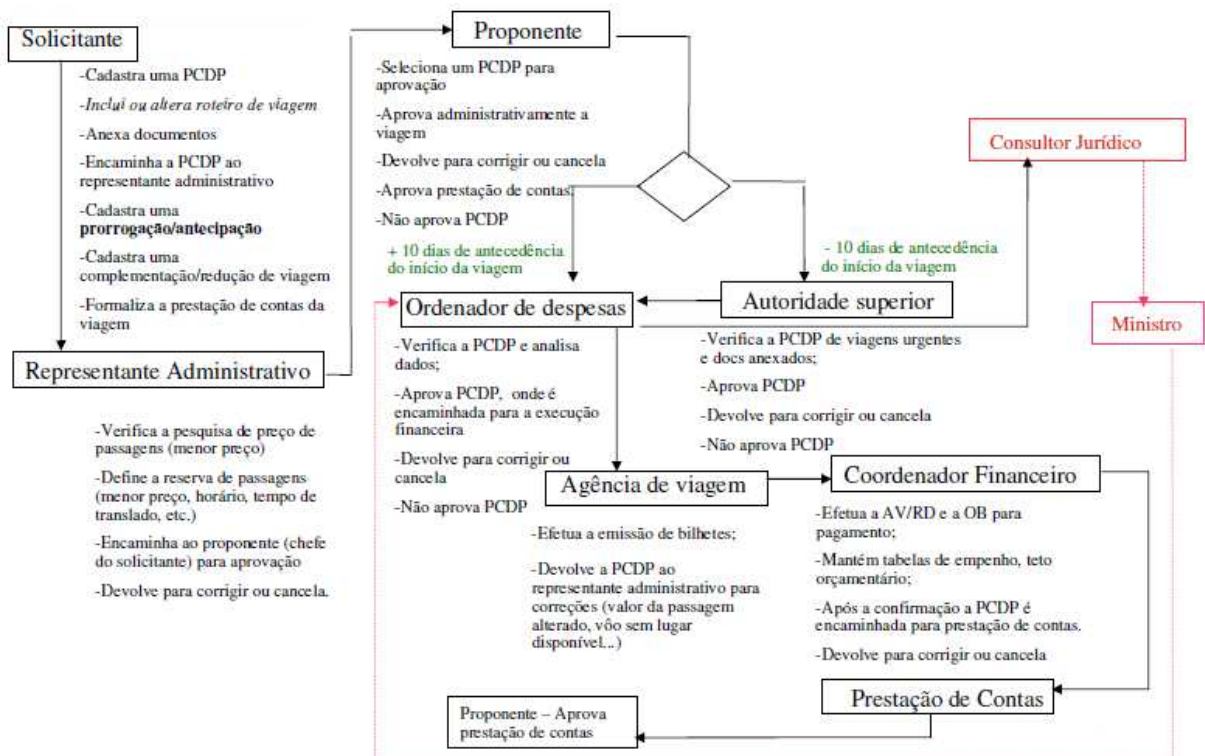 Solicitante
-Cadastra uma PCDP
-Inclui ou altera roteiro de viagem
-Anexa documentos
-Encaminha a PCDP ao
representante administrativo
-Cadastra uma
prorrogação/antecipação
-Cadastra uma
complementação/redução de viagem
-Formaliza a prestação de contas da
viagem
Representante Administrativo
-Verifica a pesquisa de preço de
passagens (menor preço)
-Define a reserva de passagens
(menor preço, horário, tempo de
translado, etc.)
-Encaminha ao proponente (chefe
do solicitante) para aprovação
-Devolve para corrigir ou cancela.
Proponente
-Seleciona um PCDP para
aprovação
-Aprova administrativamente a
viagem
-Devolve para corrigir ou cancela
-Aprova prestação de contas;
-Não aprova PCDP
+ 10 dias de antecedência
do início da viagem
- 10 dias de antecedência
do início da viagem
Ordenador de despesas
-Verifica a PCDP e analisa
dados;
-Aprova PCDP, onde é
encaminhada para a execução
financeira
-Devolve para corrigir ou
cancela
-Não aprova PCDP
Autoridade superior
-Verifica a PCDP de viagens urgentes
e docs anexados;
-Aprova PCDP
-Devolve para corrigir ou cancela
-Não aprova PCDP
Consultor Jurídico
Ministro
Agência de viagem
-Efetua a emissão de bilhetes;
-Devolve a PCDP ao
representante administrativo para
correções (valor da passagem
alterado, vôo sem lugar
disponível...)
Coordenador Financeiro
-Efetua a AV/RD e a OB para
pagamento;
-Mantém tabelas de empenho, teto
orçamentário;
-Após a confirmação a PCDP é
encaminhada para prestação de contas.
-Devolve para corrigir ou cancela
Prestação de Contas
Proponente – Aprova
prestação de contas